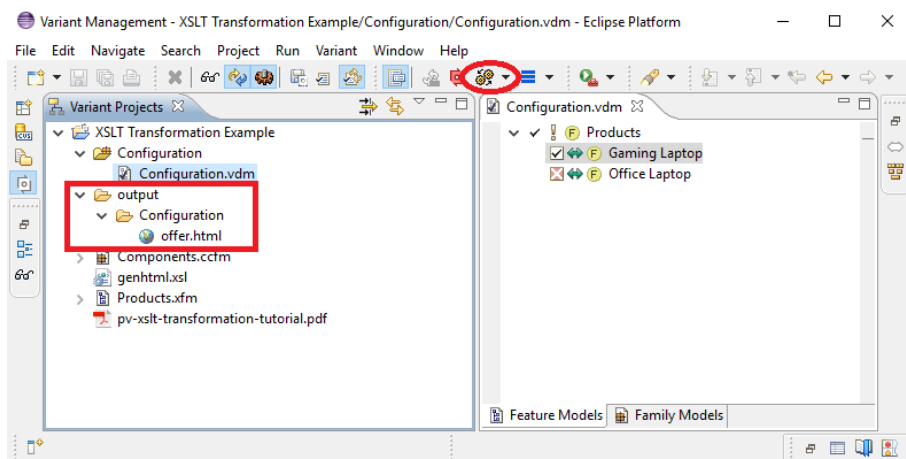 Variant Management - XSLT Transformation Example/Configuration/Configuration.vdm - Eclipse Platform
File Edit Navigate Search Project Run Variant Window Help
Variant Projects
XSLT Transformation Example
Configuration
Configuration.vdm
output
Configuration
offer.html
Components.ccfm
genhtml.xsl
Products.xfm
pv-xslt-transformation-tutorial.pdf
Configuration.vdm
! F Products
F Gaming Laptop
F Office Laptop
Feature Models Family Models